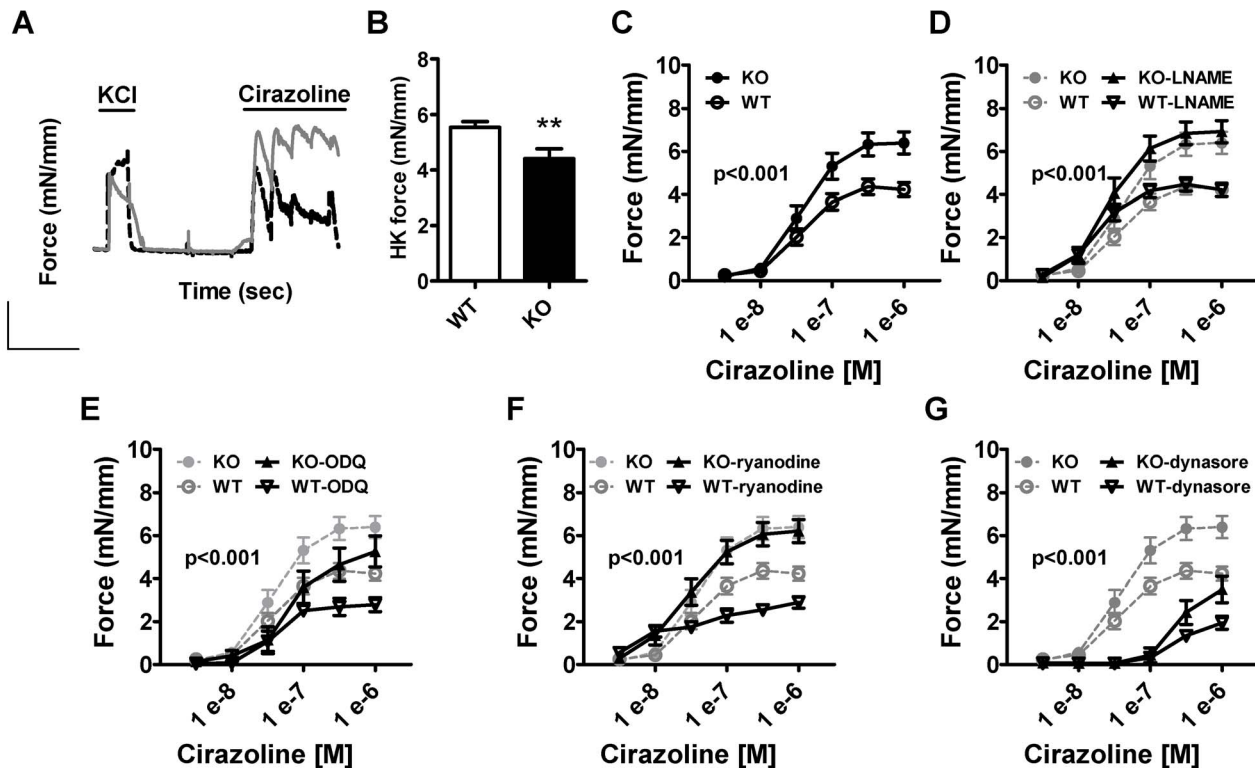 A
KCl
Cirazoline
Force (mN/mm)
Time (sec)
B
HK force (mN/mm)
8
6
4
2
0
**
WT
KO
C
Force (mN/mm)
10
8
6
4
2
0
KO
WT
p<0.001
1 e-8
1 e-7
1 e-6
Cirazoline [M]
D
Force (mN/mm)
10
8
6
4
2
0
KO KO-LNAME
WT WT-LNAME
p<0.001
1 e-8
1 e-7
1 e-6
Cirazoline [M]
E
Force (mN/mm)
10
8
6
4
2
0
KO KO-ODQ
WT WT-ODQ
p<0.001
1 e-8
1 e-7
1 e-6
Cirazoline [M]
F
Force (mN/mm)
10
8
6
4
2
0
KO KO-ryanodine
WT WT-ryanodine
p<0.001
1 e-8
1 e-7
1 e-6
Cirazoline [M]
G
Force (mN/mm)
10
8
6
4
2
0
KO KO-dynasore
WT WT-dynasore
p<0.001
1 e-8
1 e-7
1 e-6
Cirazoline [M]